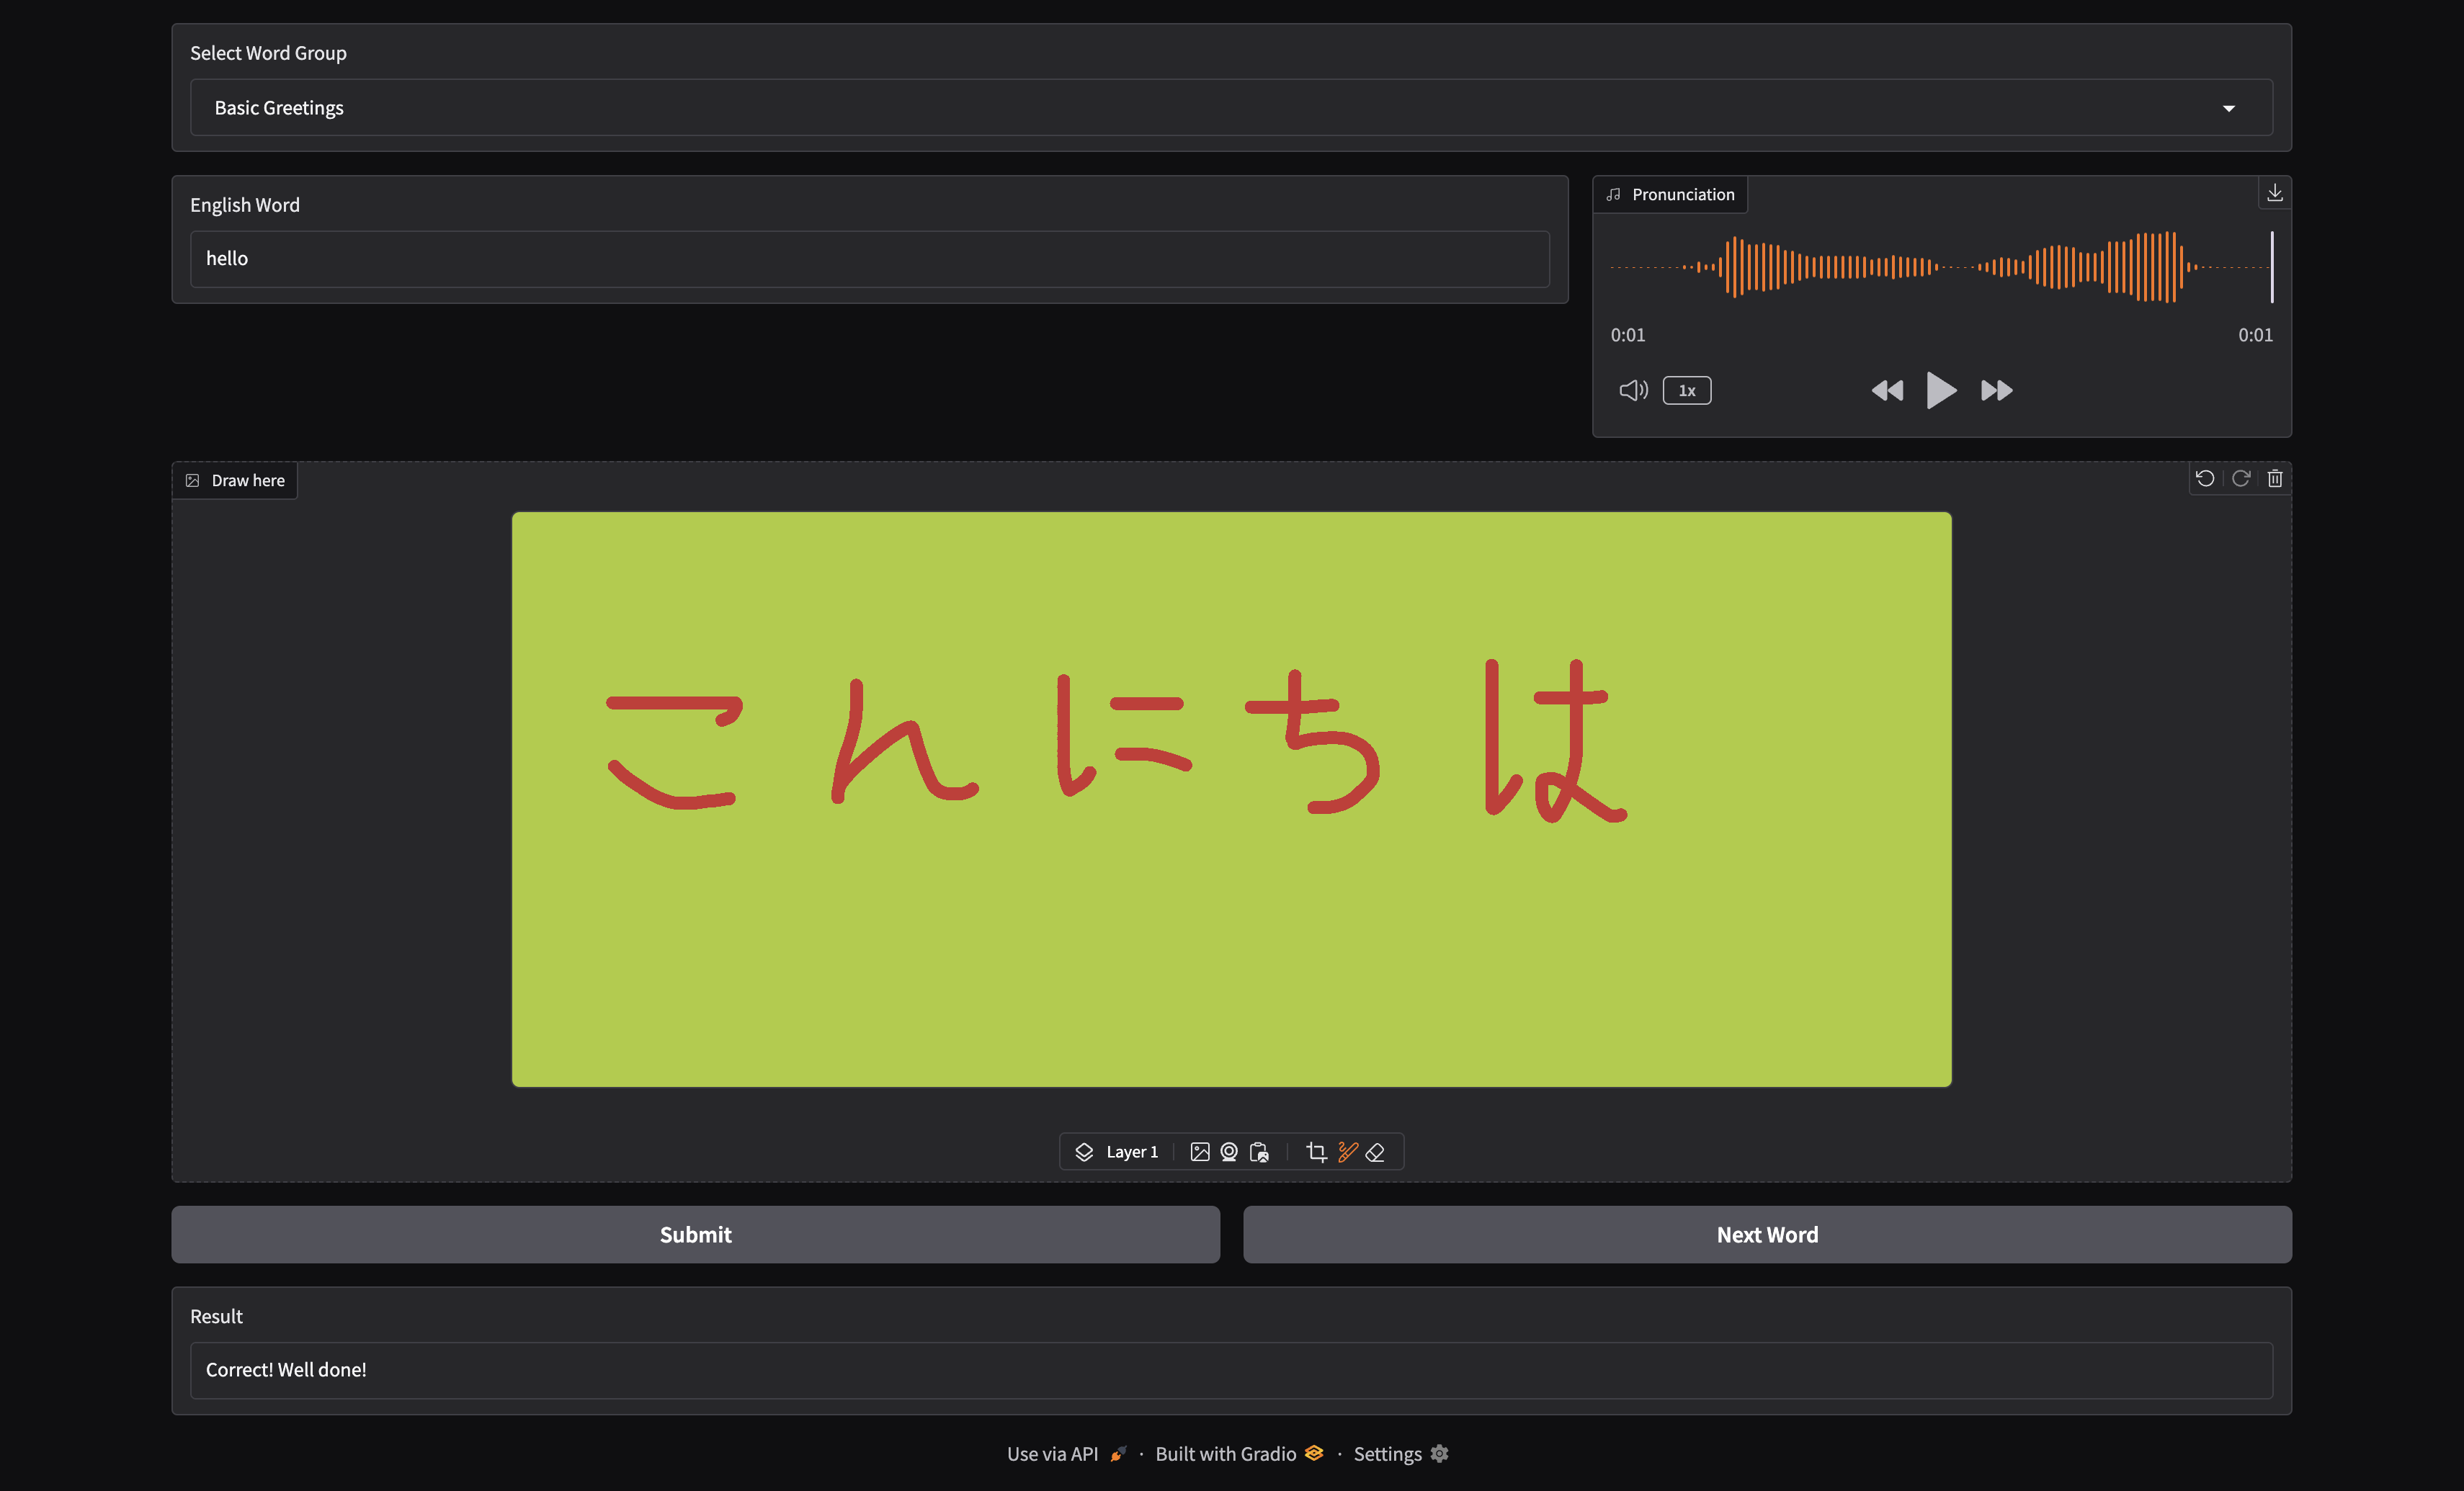 Select Word Group
Basic Greetings
English Word
hello
Pronunciation
0:01
0:01
1x
Draw here
こんにちは
Layer 1
Submit
Next Word
Result
Correct! Well done!
Use via API · Built with Gradio · Settings